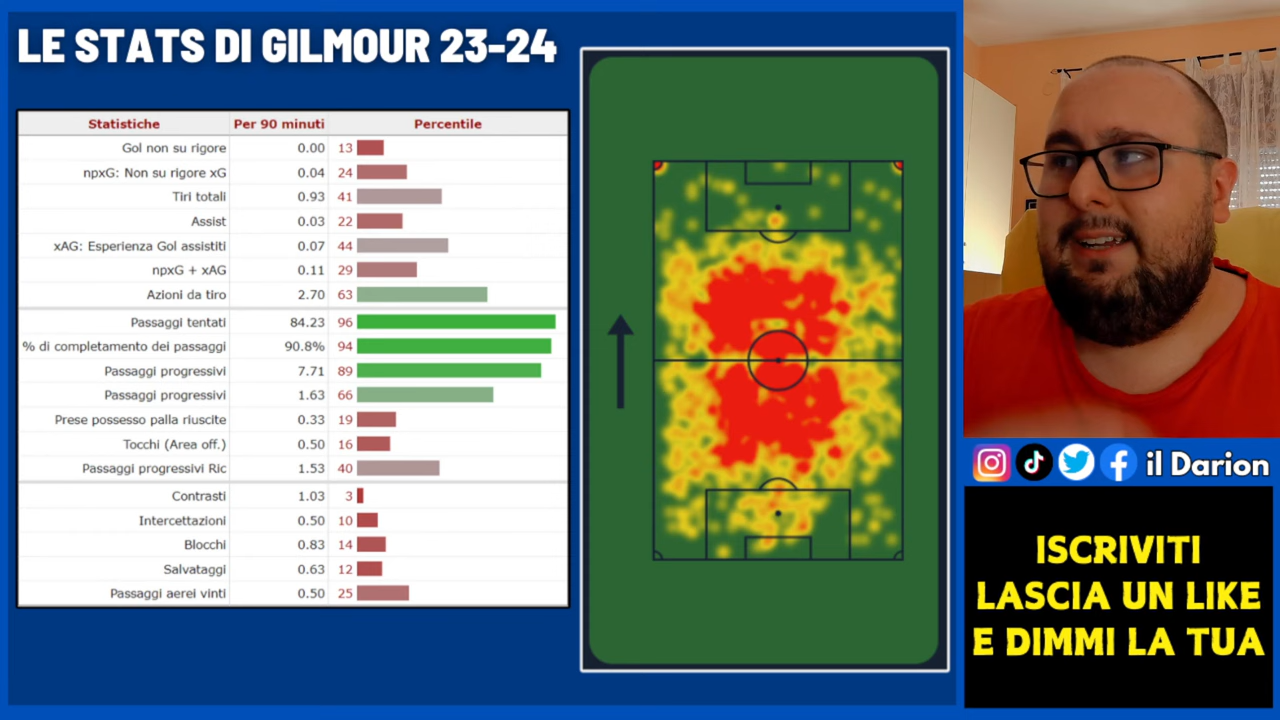 LE STATS DI GILMOUR 23-24
Statistiche Per 90 minuti Percentile
Gol non su rigore 0.00 13
npxG: Non su rigore xG 0.04 24
Tiri totali 0.93 41
Assist 0.03 22
xAG: Esperienza Gol assistiti 0.07 44
npxG + xAG 0.11 29
Azioni da tiro 2.70 63
Passaggi tentati 84.23 96
% di completamento dei passaggi 90.8% 94
Passaggi progressivi 7.71 89
Passaggi progressivi 1.63 66
Prese possesso palla riuscite 0.33 19
Tocchi (Area off.) 0.50 16
Passaggi progressivi Ric 1.53 40
Contrasti 1.03 3
Intercettazioni 0.50 10
Blocchi 0.83 14
Salvataggi 0.63 12
Passaggi aerei vinti 0.50 25
il Darion
ISCRIVITI
LASCIA UN LIKE
E DIMMI LA TUA